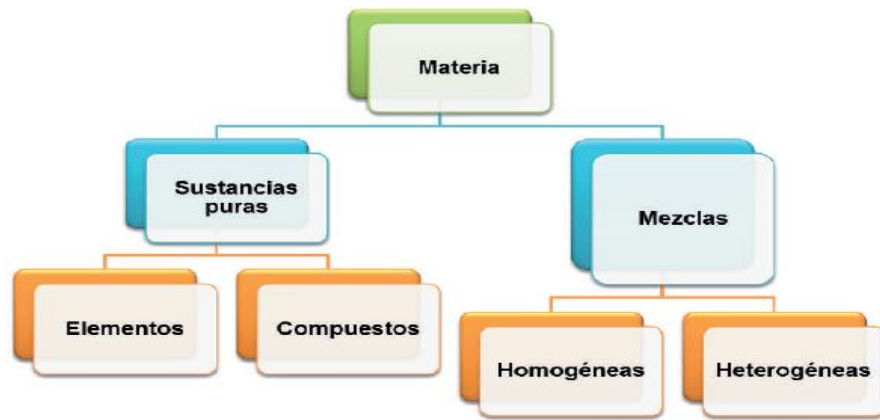 Materia
Sustancias
puras
Mezclas
Elementos
Compuestos
Homogéneas
Heterogéneas